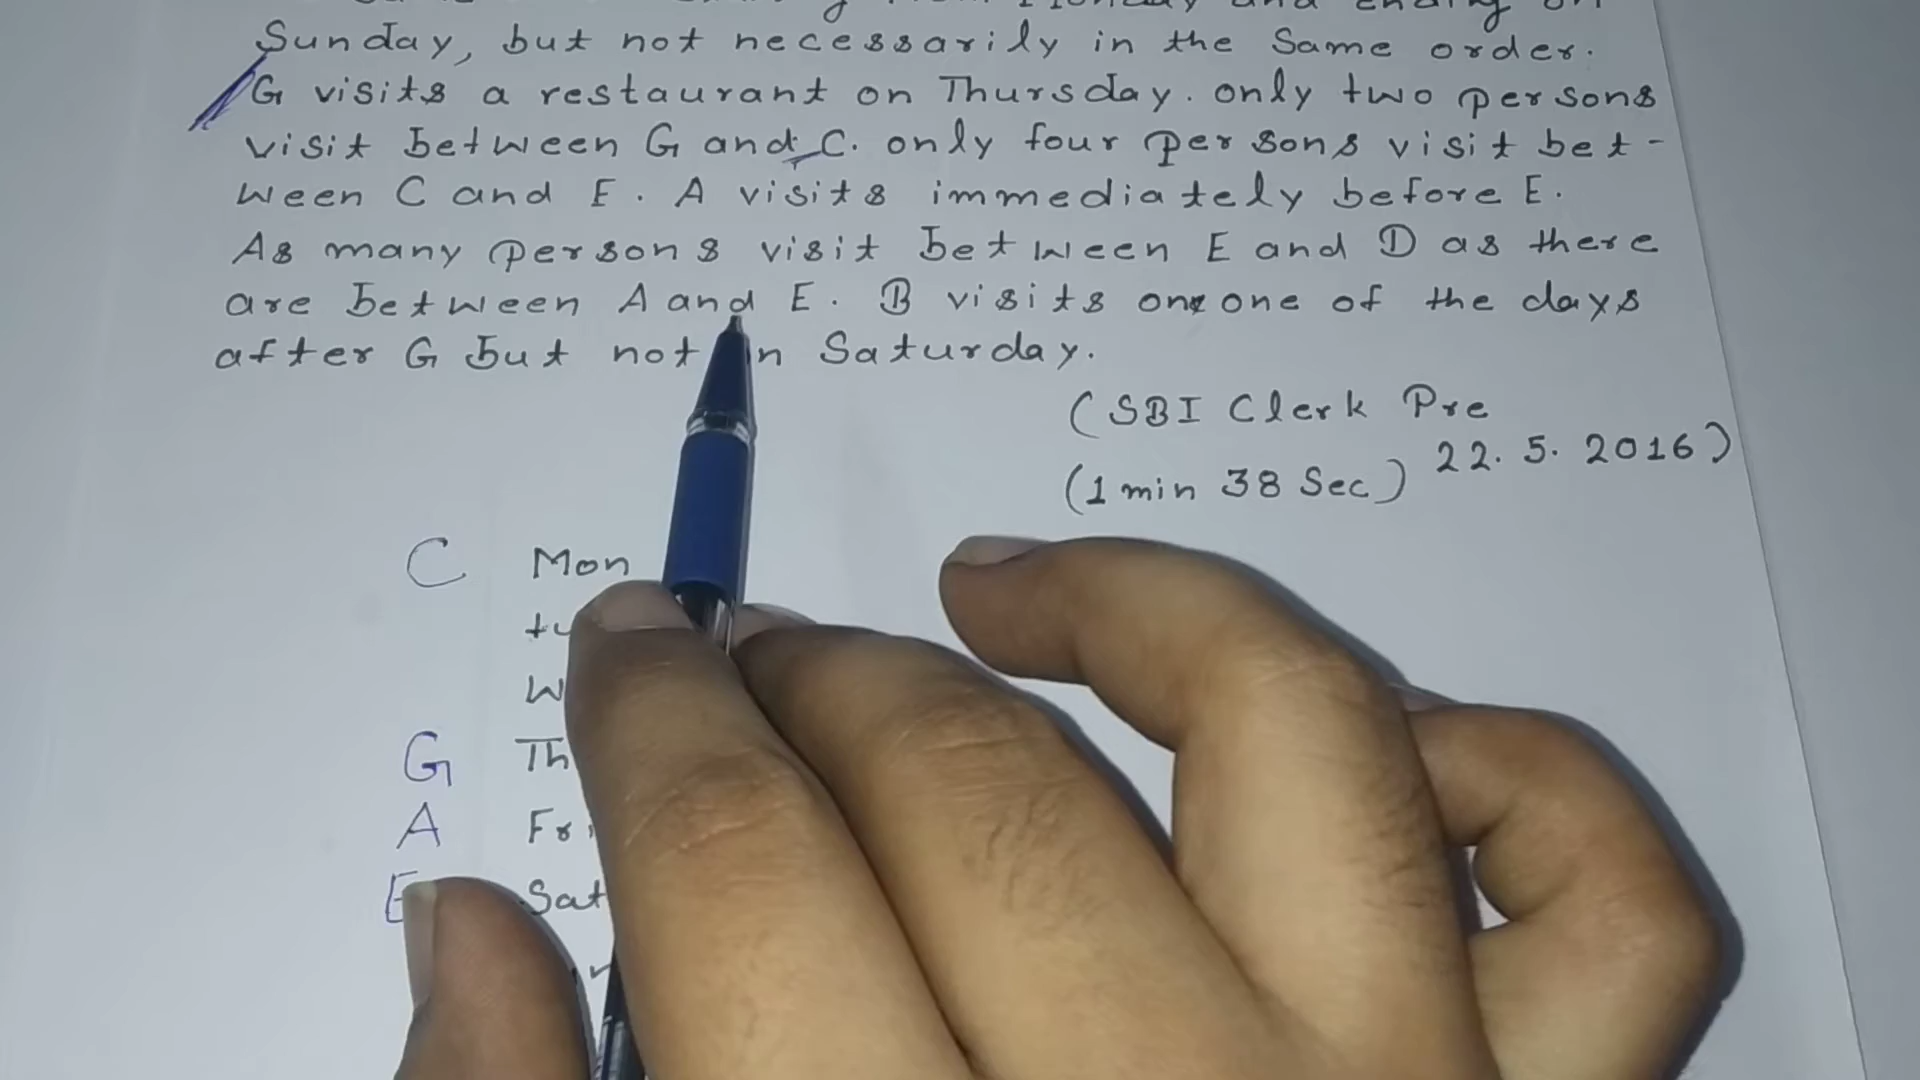 Sunday, but not necessarily in the Same order.
G visits a restaurant on Thursday. only two persons
visit between G and C. only four persons visit bet-
ween C and E. A visits immediately before E.
As many persons visit between E and D as there
are between A and E. B visits on one of the days
after G but not in Saturday.
(SBI Clerk Pre
22. 5. 2016)
(1 min 38 Sec)
C Mon
G Th
A Fri
E Sat